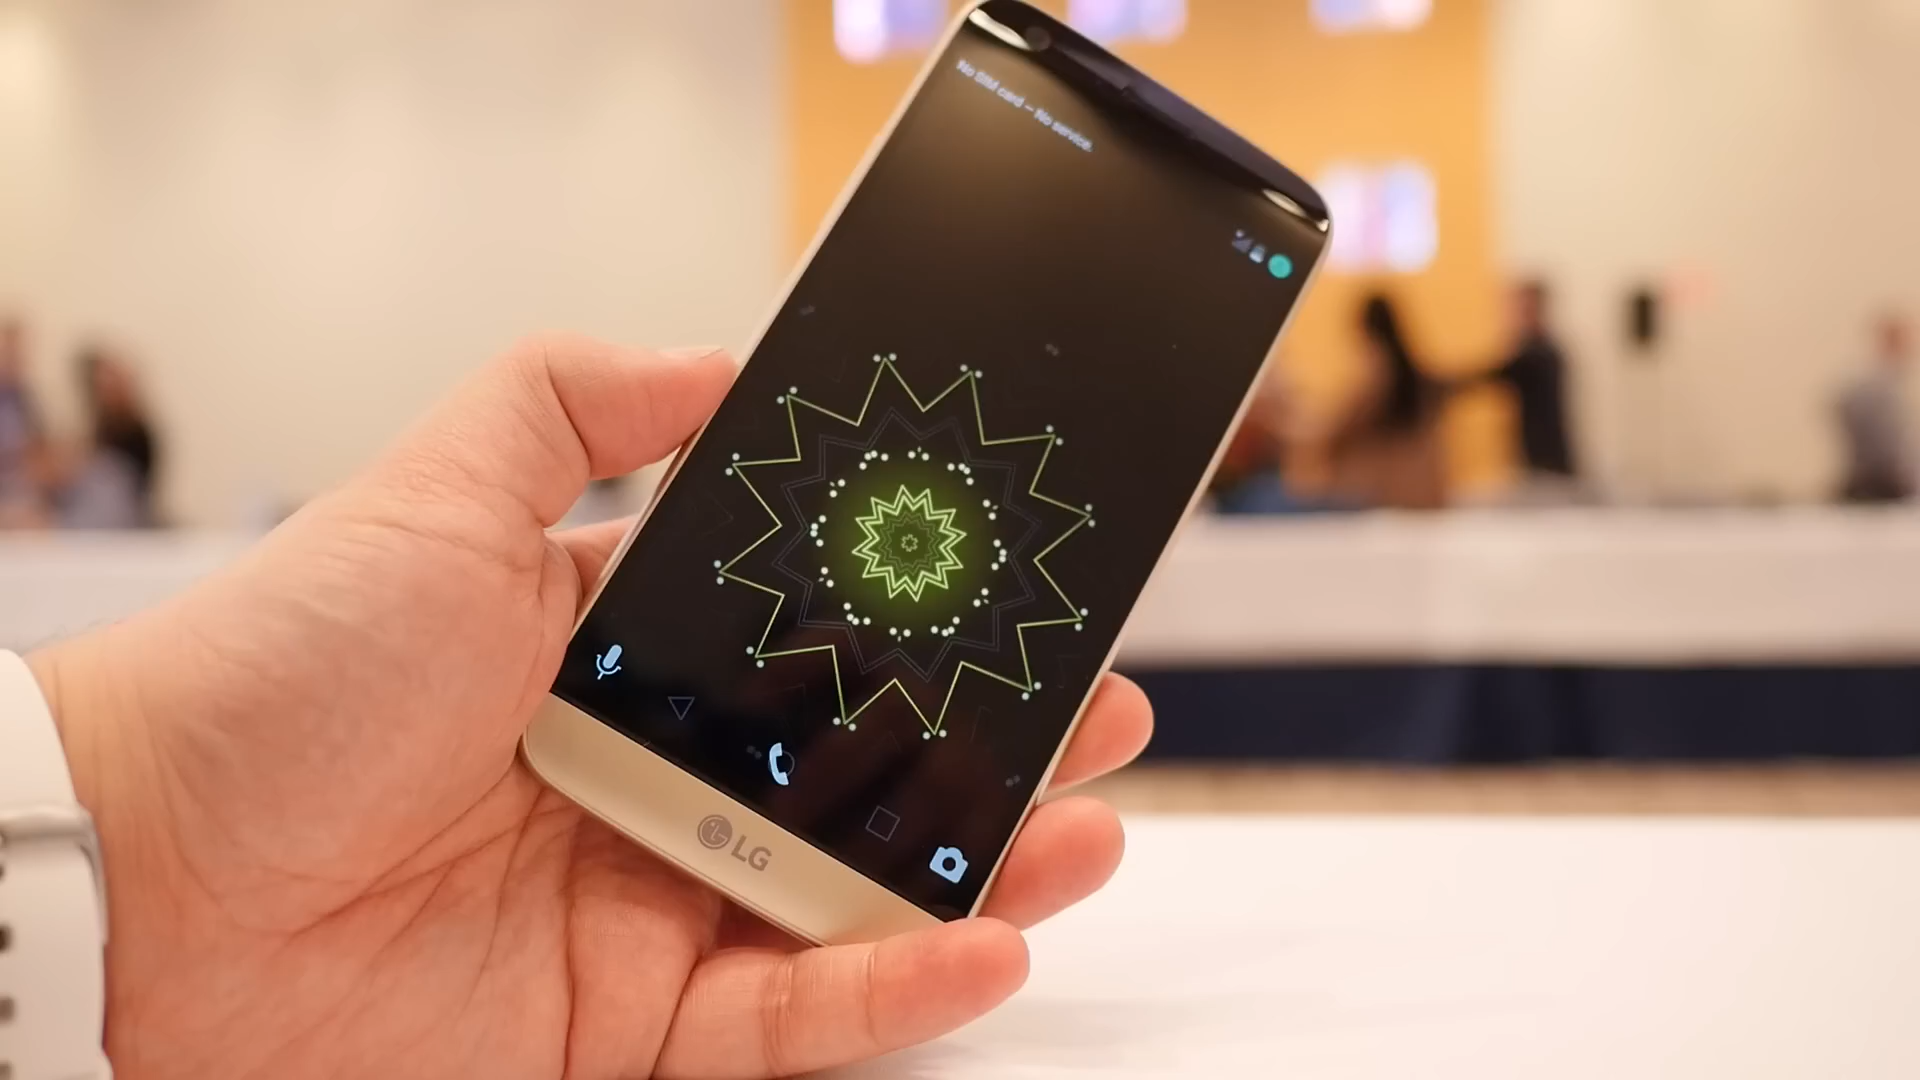 No SIM card – No service.
LG